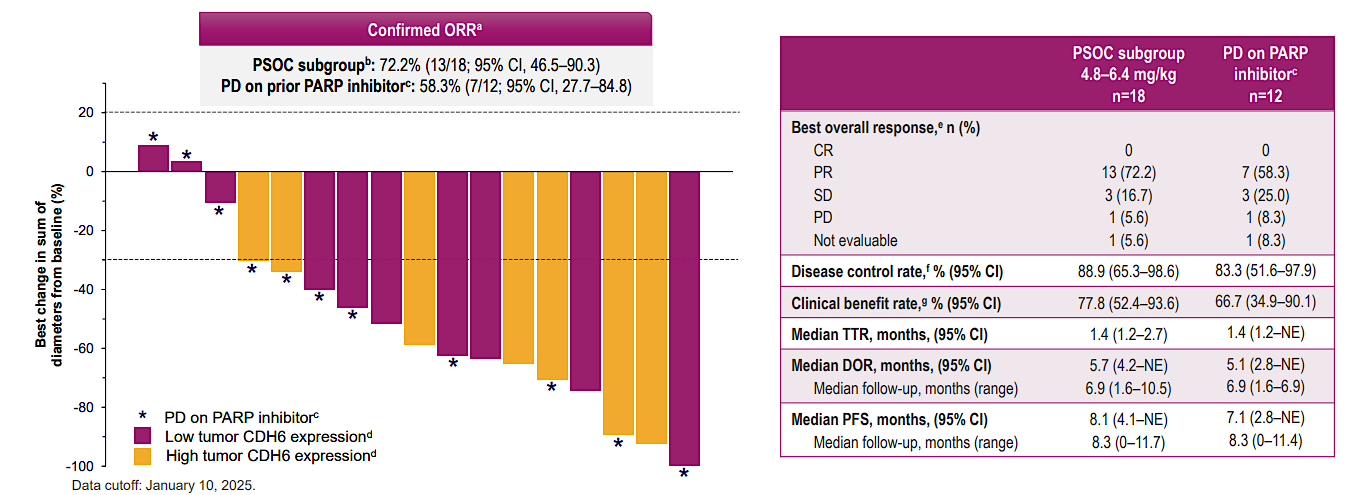 Confirmed ORRa
PSOC subgroupb: 72.2% (13/18; 95% CI, 46.5–90.3)
PD on prior PARP inhibitorc: 58.3% (7/12; 95% CI, 27.7–84.8)
Best change in sum of
diameters from baseline (%)
20
0
-20
-40
-60
-80
-100
*
*
*
*
*
*
*
*
*
*
*
* PD on PARP inhibitorc
Low tumor CDH6 expressiond
High tumor CDH6 expressiond
Data cutoff: January 10, 2025.
PSOC subgroup
4.8–6.4 mg/kg
n=18
PD on PARP
inhibitorc
n=12
Best overall response,e n (%)
CR 0 0
PR 13 (72.2) 7 (58.3)
SD 3 (16.7) 3 (25.0)
PD 1 (5.6) 1 (8.3)
Not evaluable 1 (5.6) 1 (8.3)
Disease control rate,f % (95% CI) 88.9 (65.3–98.6) 83.3 (51.6–97.9)
Clinical benefit rate,g % (95% CI) 77.8 (52.4–93.6) 66.7 (34.9–90.1)
Median TTR, months, (95% CI) 1.4 (1.2–2.7) 1.4 (1.2–NE)
Median DOR, months, (95% CI) 5.7 (4.2–NE) 5.1 (2.8–NE)
Median follow-up, months (range) 6.9 (1.6–10.5) 6.9 (1.6–6.9)
Median PFS, months, (95% CI) 8.1 (4.1–NE) 7.1 (2.8–NE)
Median follow-up, months (range) 8.3 (0–11.7) 8.3 (0–11.4)